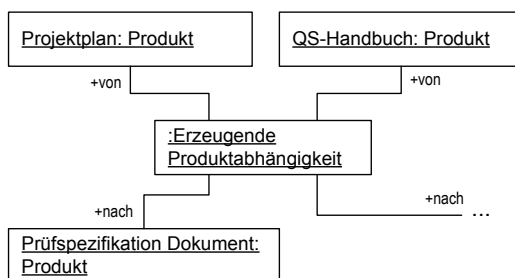 Projektplan: Produkt
QS-Handbuch: Produkt
+von
+von
:Erzeugende
Produktabhängigkeit
+nach
+nach
...
Prüfspezifikation Dokument:
Produkt